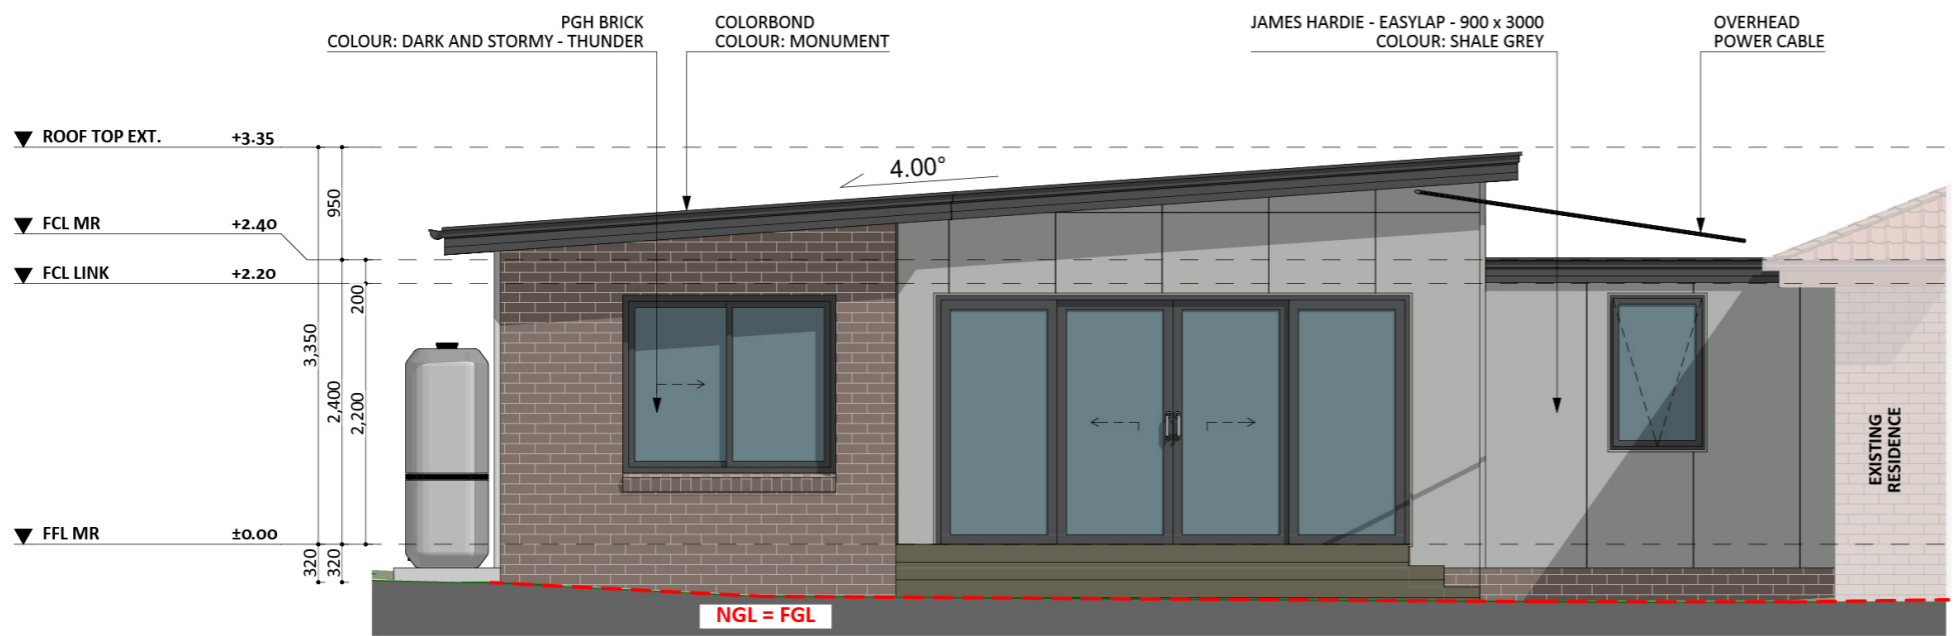 PGH BRICK
COLOUR: DARK AND STORMY - THUNDER
COLORBOND
COLOUR: MONUMENT
JAMES HARDIE - EASYLAP - 900 x 3000
COLOUR: SHALE GREY
OVERHEAD
POWER CABLE
ROOF TOP EXT. +3.35
4.00°
950
FCL MR +2.40
FCL LINK +2.20
200
3,350
2,400
2,200
EXISTING
RESIDENCE
FFL MR ±0.00
320
320
NGL = FGL